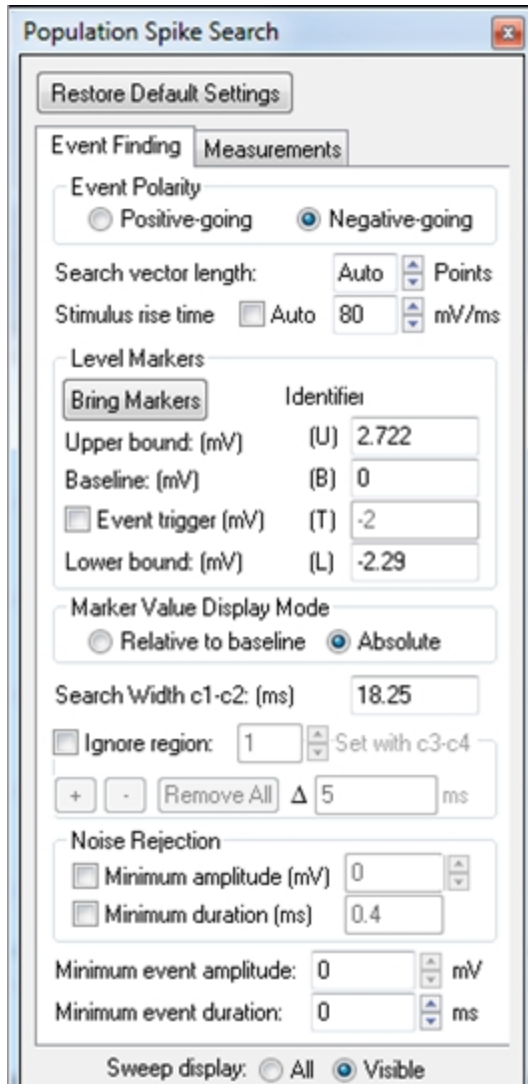 Population Spike Search
Restore Default Settings
Event Finding Measurements
Event Polarity
Positive-going Negative-going
Search vector length: Auto Points
Stimulus rise time Auto 80 mV/ms
Level Markers
Bring Markers Identifier
Upper bound: (mV) (U) 2.722
Baseline: (mV) (B) 0
Event trigger (mV) (T) -2
Lower bound: (mV) (L) -2.29
Marker Value Display Mode
Relative to baseline Absolute
Search Width c1-c2: (ms) 18.25
Ignore region: 1 Set with c3-c4
+ - Remove All Δ 5 ms
Noise Rejection
Minimum amplitude (mV) 0
Minimum duration (ms) 0.4
Minimum event amplitude: 0 mV
Minimum event duration: 0 ms
Sweep display: All Visible